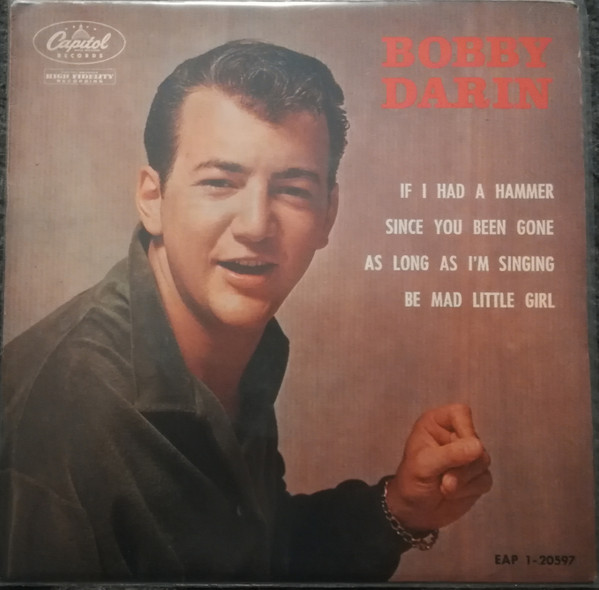 Capitol
RECORDS
HIGH FIDELITY
RECORDING
BOBBY
DARIN
IF I HAD A HAMMER
SINCE YOU BEEN GONE
AS LONG AS I'M SINGING
BE MAD LITTLE GIRL
EAP 1-20597